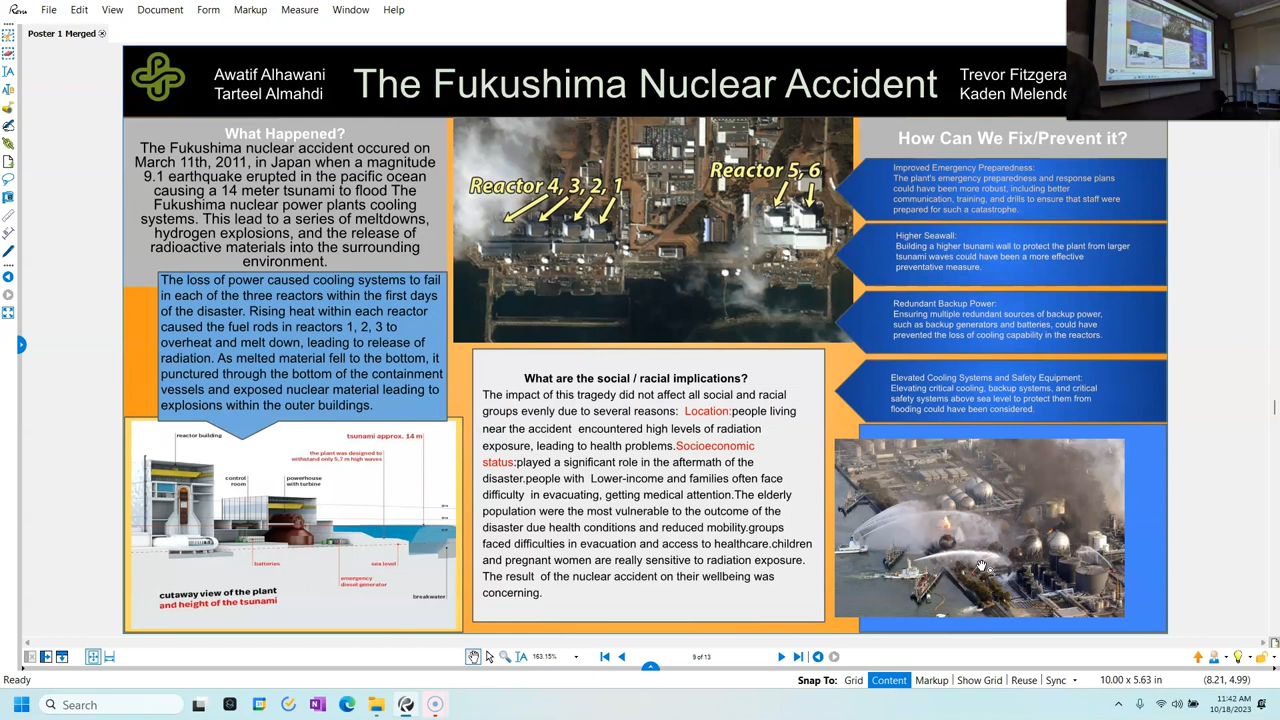 File Edit View Document Forms Batch Measure Window Help
Poster 1 Merged
Awatif Alhawani
Tarteel Almahdi
The Fukushima Nuclear Accident
Trevor
Kaden
What Happened?
The Fukushima nuclear accident occured on
March 11th, 2011, in Japan when a magnitude
9.1 earthquake occurred in the pacific ocean
causing a 14 meter tsunami to flood The
Fukushima nuclear power plants cooling
systems. This led to a series of meltdowns,
hydrogen explosions, and the release of
radioactive materials into the surrounding
environment.
The loss of power caused cooling systems to fail
in each of the three reactors within the first days
of the disaster. Rising heat within each reactor
caused the fuel rods in reactors 1, 2, 3 to
overheat and melt down, leading to release of
radiation. As melted material fell to the bottom, it
punctured through the bottom of the containment
vessels and exposed nuclear material leading to
explosions within the outer buildings.
reactor building
tsunami approx. 14 m
the plant was designed to
withstand only 5.7 m high waves
control
room
powerhouse
with turbine
batteries
sea level
emergency
diesel generator
breakwater
cutaway view of the plant
and height of the tsunami
Reactor 4, 3, 2, 1
Reactor 5, 6
What are the social / racial implications?
The impact of this tragedy did not affect all social and racial
groups evenly due to several reasons: Location:people living
near the accident encountered high levels of radiation
exposure, leading to health problems.Socioeconomic
status:played a significant role in the aftermath of the
disaster.people with Lower-income and families often face
difficulty in evacuating, getting medical attention.The elderly
population were the most vulnerable to the outcome of the
disaster due health conditions and reduced mobility.groups
faced difficulties in evacuation and access to healthcare.children
and pregnant women are really sensitive to radiation exposure.
The result of the nuclear accident on their wellbeing was
concerning.
How Can We Fix/Prevent it?
Improved Emergency Preparedness:
The plant's emergency preparedness and response plans
could have been more robust, including better
communication, training, and drills to ensure that staff were
prepared for such a catastrophe.
Higher Seawall:
Building a higher tsunami wall to protect the plant from larger
tsunami waves could have been a more effective
preventative measure.
Redundant Backup Power:
Ensuring multiple redundant sources of backup power,
such as backup generators and batteries, could have
prevented the loss of cooling capability in the reactors.
Elevated Cooling Systems and Safety Equipment:
Elevating critical cooling, backup systems, and critical
safety systems above sea level to protect them from
flooding could have been considered.
163.15%
9 of 13
Ready
Snap To: Grid Content Markup Show Grid Reuse Sync
10.00 x 5.63 in
(8.21, 4.99)
Search
11:42 AM
10/18/2023